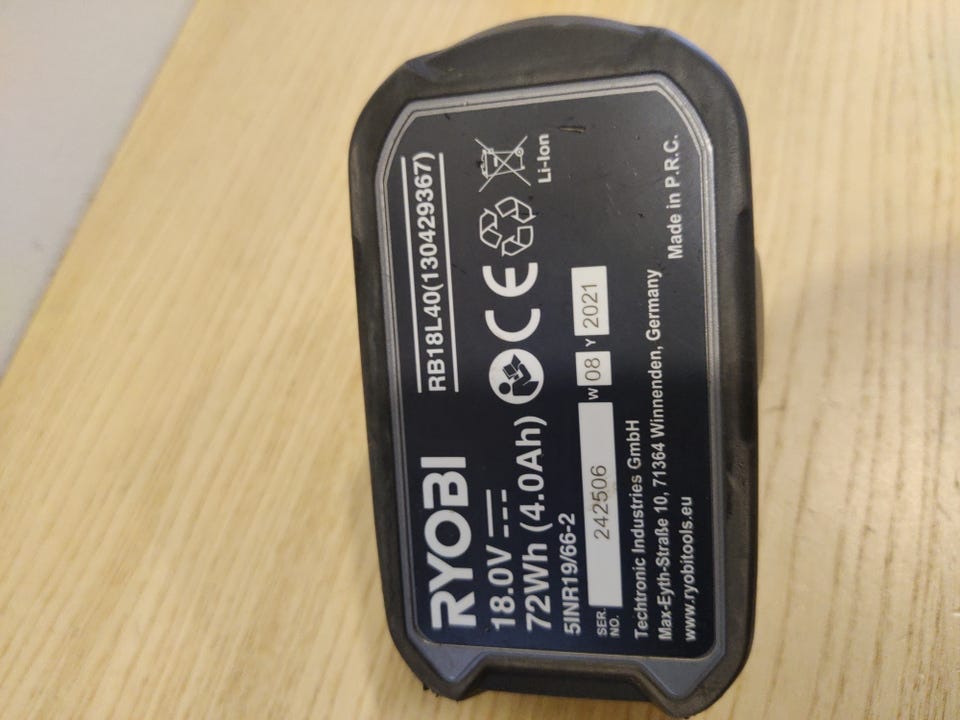 RYOBI
RB18L40(130429367)
18.0V
72Wh (4.0Ah)
CE
Li-Ion
5INR19/66-2
SER. NO. 242506 W 08 Y 2021
Techtronic Industries GmbH
Max-Eyth-Straße 10, 71364 Winnenden, Germany
www.ryobitools.eu
Made in P.R.C.